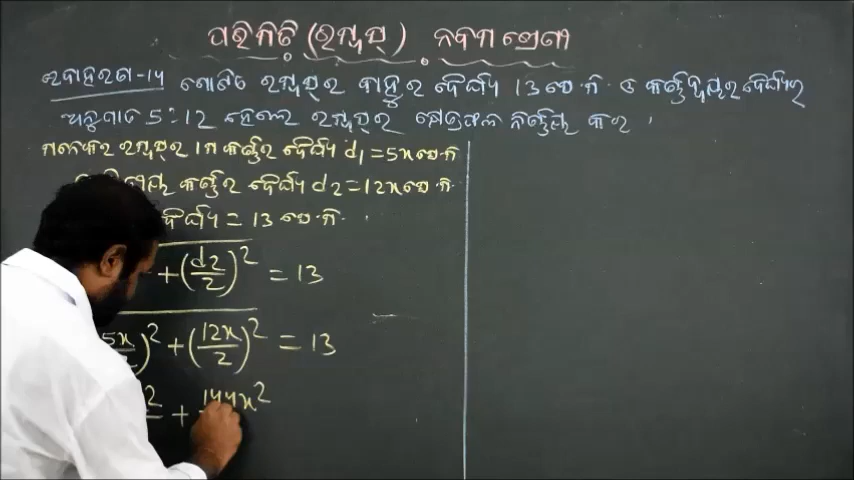 ପରିମିତି (ରମ୍ବସ୍) ନବମ ଶ୍ରେଣୀ
ଉଦାହରଣ-14 ଗୋଟିଏ ରମ୍ବସ୍‌ର ବାହୁର ଦୈର୍ଘ୍ୟ 13 ସେ.ମି. ଓ କର୍ଣ୍ଣଦ୍ୱୟର ଦୈର୍ଘ୍ୟର
ଅନୁପାତ 5:12 ହେଲେ ରମ୍ବସ୍‌ର କ୍ଷେତ୍ରଫଳ ନିର୍ଣ୍ଣୟ କର ।
ମନେକର ରମ୍ବସ୍‌ର 1ମ କର୍ଣ୍ଣର ଦୈର୍ଘ୍ୟ d₁ = 5x ସେ.ମି
କର୍ଣ୍ଣର ଦୈର୍ଘ୍ୟ d2 = 12x ସେ.ମି.
ଦୈର୍ଘ୍ୟ = 13 ସେ.ମି.
+ (d2/2)² = 13
5x )² + (12x/2)² = 13
2 + 144x²